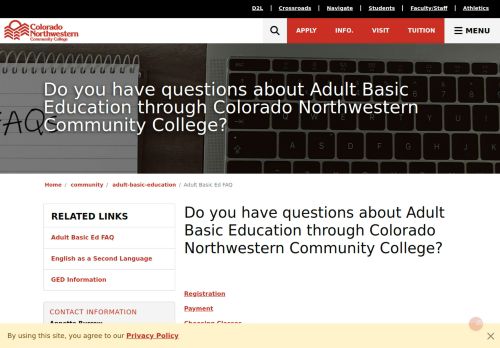 D2L | Crossroads | Navigate | Students | Faculty/Staff | Athletics
Colorado
Northwestern
Community College
APPLY INFO. VISIT TUITION MENU
FAQs
Do you have questions about Adult Basic
Education through Colorado Northwestern
Community College?
Home / community / adult-basic-education / Adult Basic Ed FAQ
RELATED LINKS
Adult Basic Ed FAQ
English as a Second Language
GED Information
CONTACT INFORMATION
Do you have questions about Adult
Basic Education through Colorado
Northwestern Community College?
Registration
Payment
Choosing Classes
By using this site, you agree to our Privacy Policy